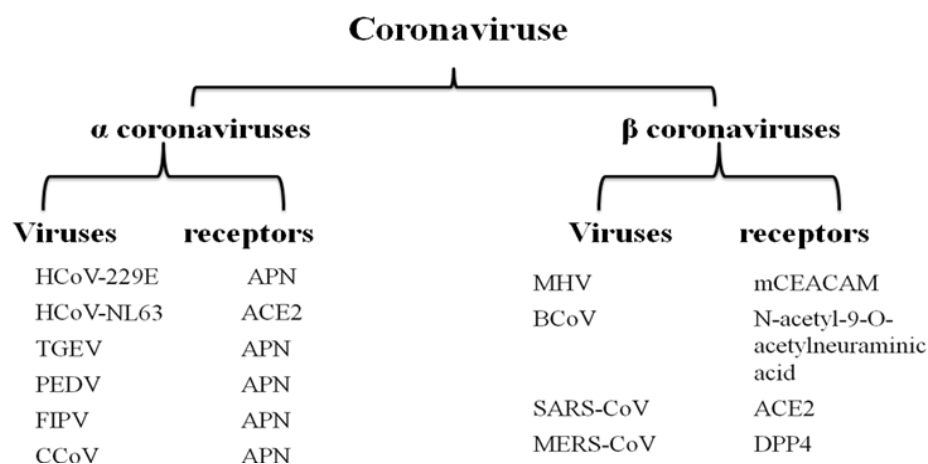 Coronaviruse
α coronaviruses
β coronaviruses
Viruses receptors
HCoV-229E APN
HCoV-NL63 ACE2
TGEV APN
PEDV APN
FIPV APN
CCoV APN
Viruses receptors
MHV mCEACAM
BCoV N-acetyl-9-O-
acetylneuraminic
acid
SARS-CoV ACE2
MERS-CoV DPP4